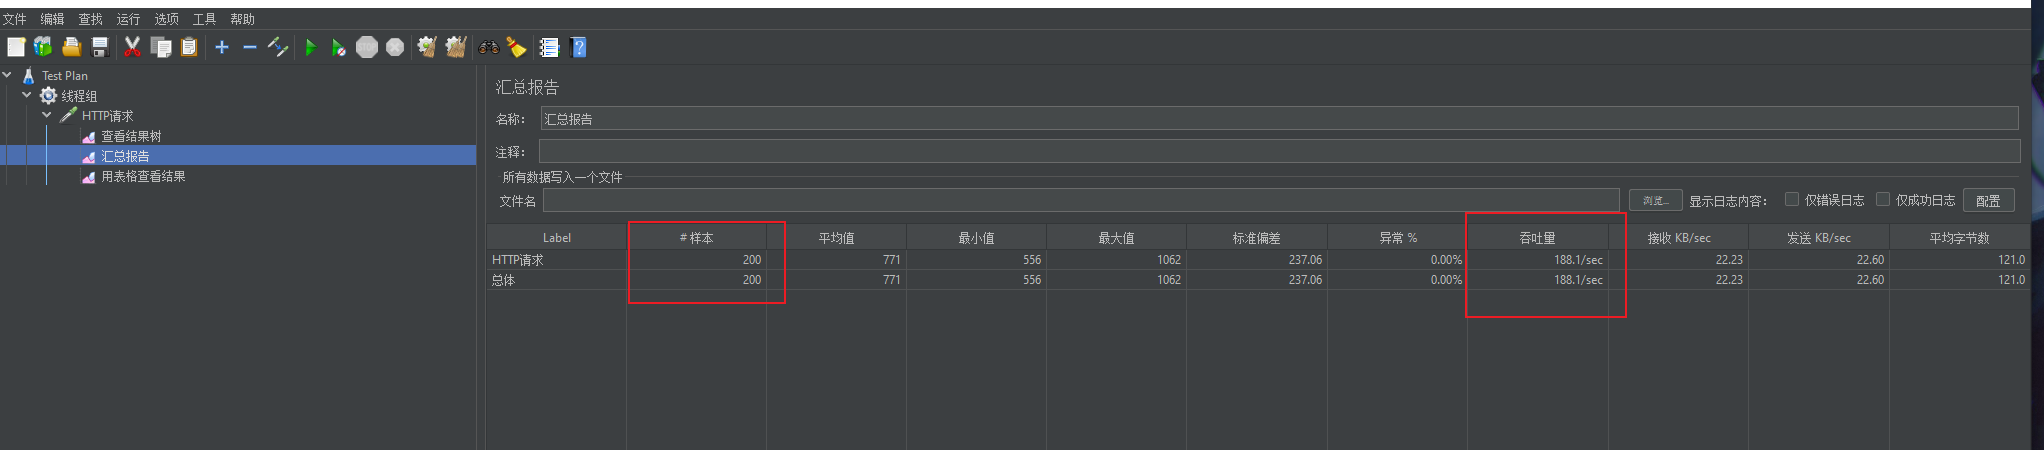 文件 编辑 查找 运行 选项 工具 帮助
STOP
Test Plan
线程组
HTTP请求
查看结果树
汇总报告
用表格查看结果
汇总报告
名称： 汇总报告
注释：
所有数据写入一个文件
文件名 浏览... 显示日志内容： 仅错误日志 仅成功日志 配置
Label # 样本 平均值 最小值 最大值 标准偏差 异常 % 吞吐量 接收 KB/sec 发送 KB/sec 平均字节数
HTTP请求 200 771 556 1062 237.06 0.00% 188.1/sec 22.23 22.60 121.0
总体 200 771 556 1062 237.06 0.00% 188.1/sec 22.23 22.60 121.0